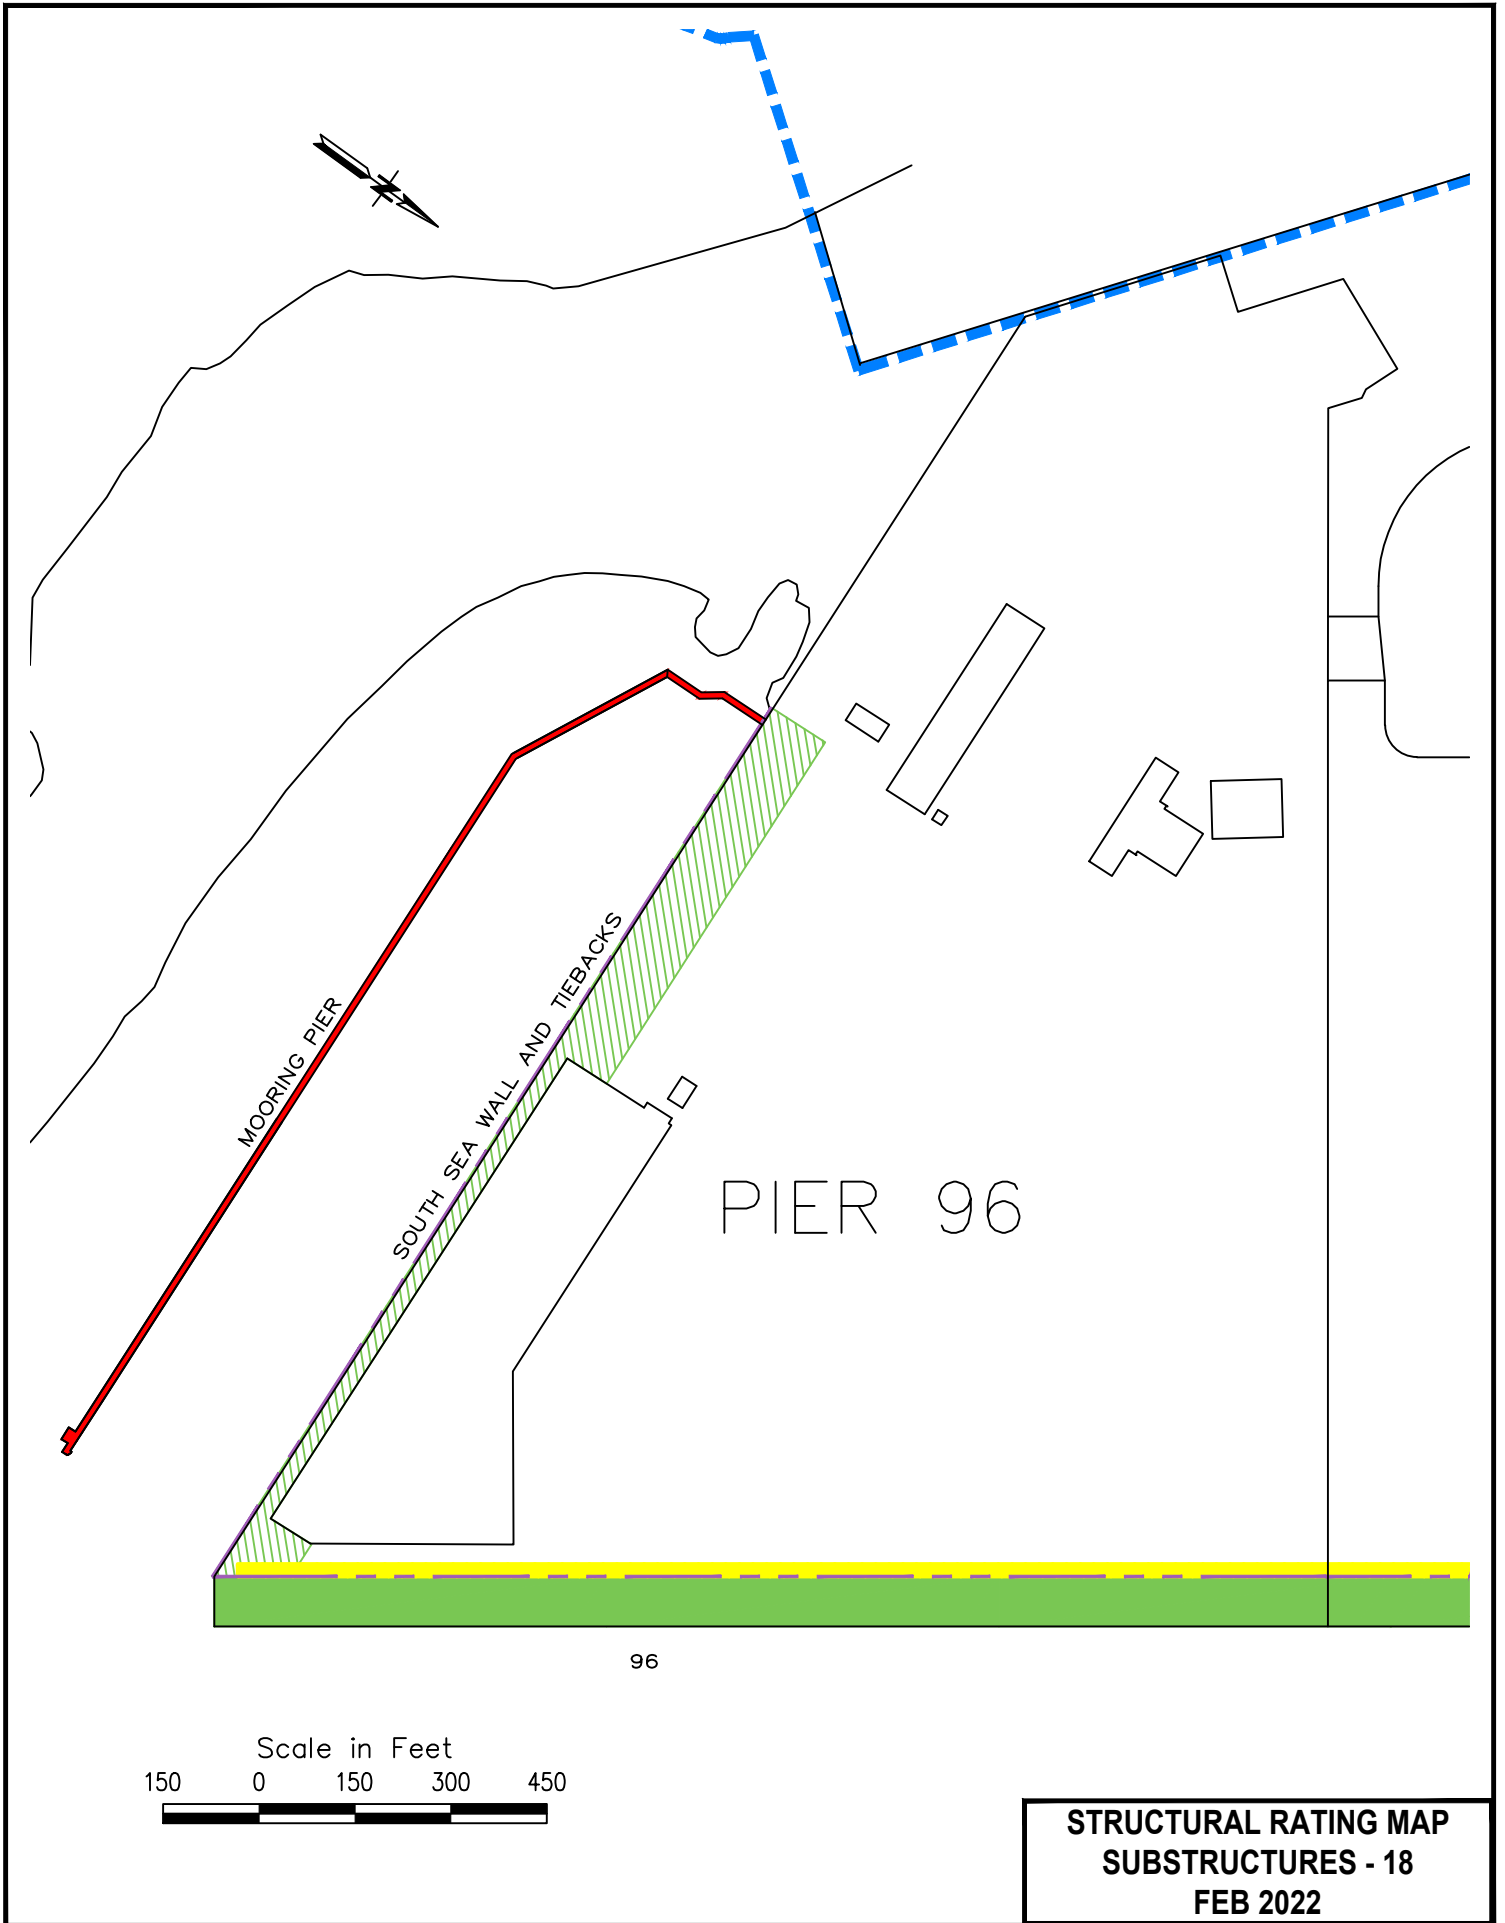 MOORING PIER
SOUTH SEA WALL AND TIEBACKS
PIER 96
96
Scale in Feet
150 0 150 300 450
STRUCTURAL RATING MAP
SUBSTRUCTURES - 18
FEB 2022